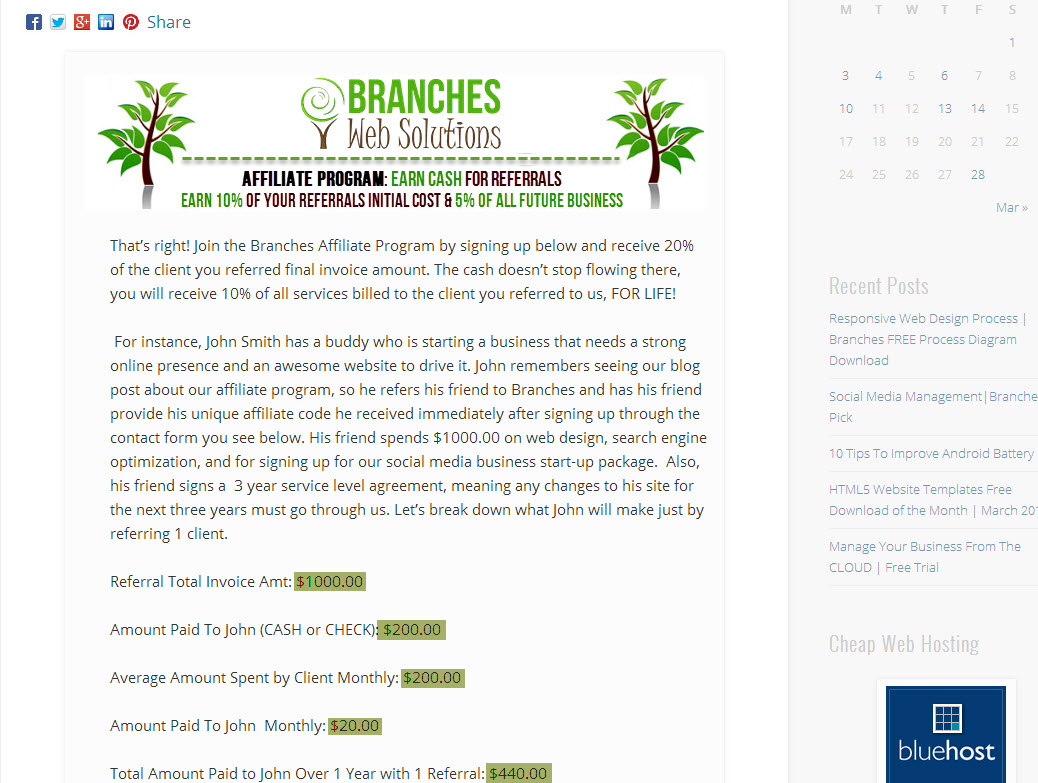 Share
BRANCHES
Web Solutions
AFFILIATE PROGRAM: EARN CASH FOR REFERRALS
EARN 10% OF YOUR REFERRALS INITIAL COST & 5% OF ALL FUTURE BUSINESS
That's right! Join the Branches Affiliate Program by signing up below and receive 20%
of the client you referred final invoice amount. The cash doesn't stop flowing there,
you will receive 10% of all services billed to the client you referred to us, FOR LIFE!
For instance, John Smith has a buddy who is starting a business that needs a strong
online presence and an awesome website to drive it. John remembers seeing our blog
post about our affiliate program, so he refers his friend to Branches and has his friend
provide his unique affiliate code he received immediately after signing up through the
contact form you see below. His friend spends $1000.00 on web design, search engine
optimization, and for signing up for our social media business start-up package.  Also,
his friend signs a  3 year service level agreement, meaning any changes to his site for
the next three years must go through us. Let's break down what John will make just by
referring 1 client.
Referral Total Invoice Amt: $1000.00
Amount Paid To John (CASH or CHECK): $200.00
Average Amount Spent by Client Monthly: $200.00
Amount Paid To John  Monthly: $20.00
Total Amount Paid to John Over 1 Year with 1 Referral: $440.00
M T W T F S
1
3 4 5 6 7 8
10 11 12 13 14 15
17 18 19 20 21 22
24 25 26 27 28
Mar »
Recent Posts
Responsive Web Design Process |
Branches FREE Process Diagram
Download
Social Media Management|Branche
Pick
10 Tips To Improve Android Battery
HTML5 Website Templates Free
Download of the Month | March 201
Manage Your Business From The
CLOUD | Free Trial
Cheap Web Hosting
bluehost